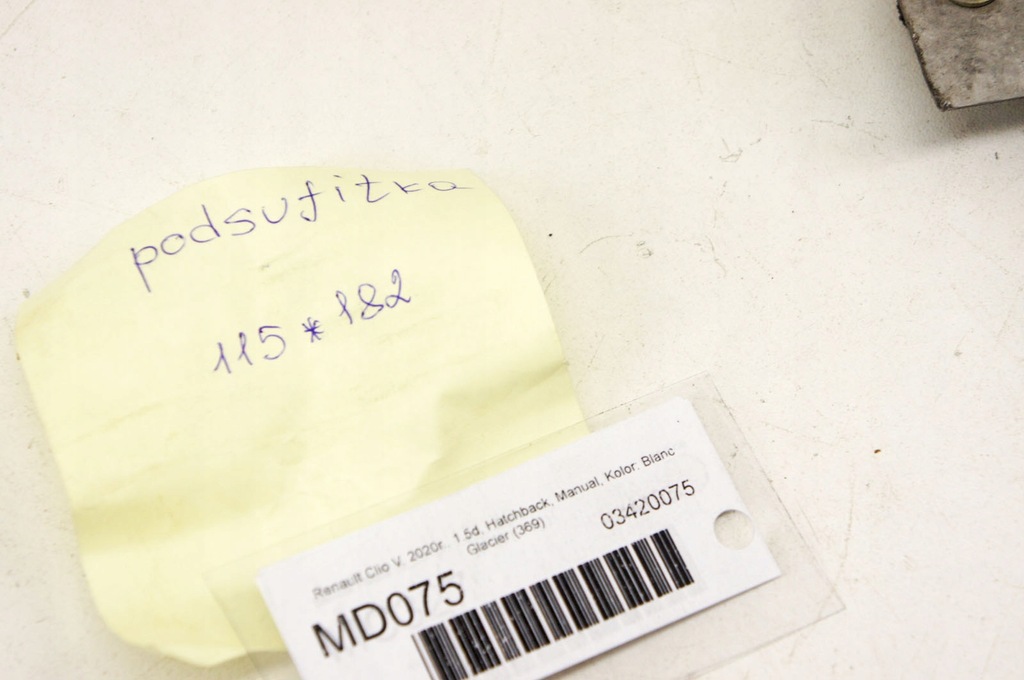 podsufitka
115*182
Renault Clio V. 2020r., 1.5d, Hatchback, Manual, Kolor: Blanc
Glacier (369)
03420075
MD075